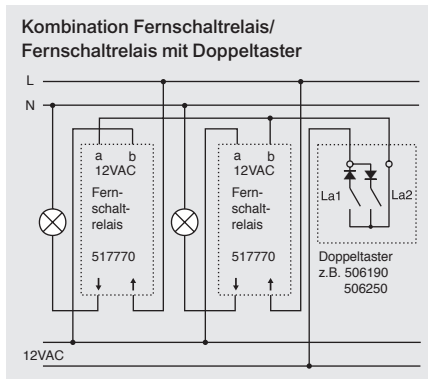 Kombination Fernschaltrelais/
Fernschaltrelais mit Doppeltaster
L
N
a b
12VAC
Fern-
schalt-
relais
517770
a b
12VAC
Fern-
schalt-
relais
517770
La1 La2
Doppeltaster
z.B. 506190
506250
12VAC